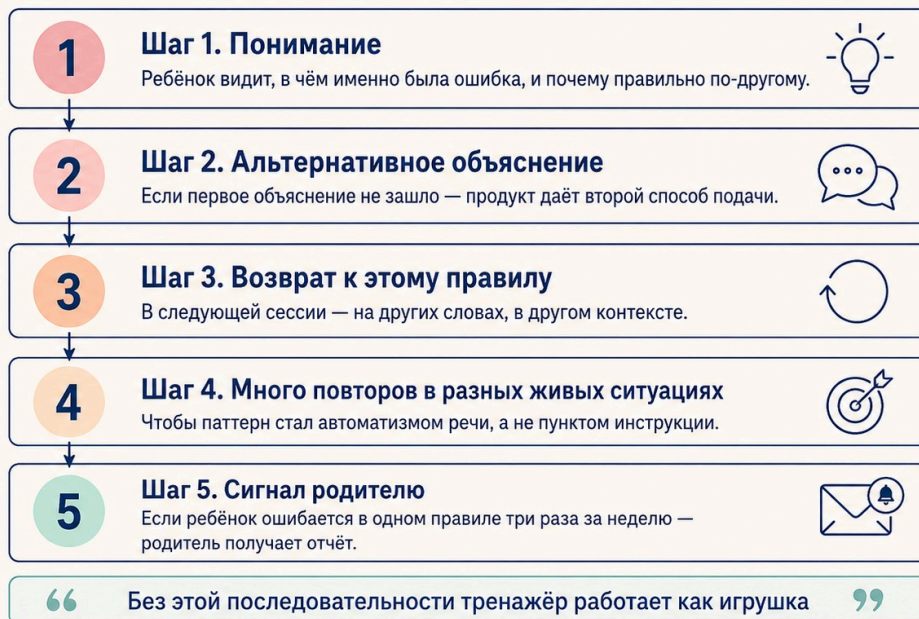 1
Шаг 1. Понимание
Ребёнок видит, в чём именно была ошибка, и почему правильно по-другому.
2
Шаг 2. Альтернативное объяснение
Если первое объяснение не зашло — продукт даёт второй способ подачи.
3
Шаг 3. Возврат к этому правилу
В следующей сессии — на других словах, в другом контексте.
4
Шаг 4. Много повторов в разных живых ситуациях
Чтобы паттерн стал автоматизмом речи, а не пунктом инструкции.
5
Шаг 5. Сигнал родителю
Если ребёнок ошибается в одном правиле три раза за неделю —
родитель получает отчёт.
“ Без этой последовательности тренажёр работает как игрушка ”